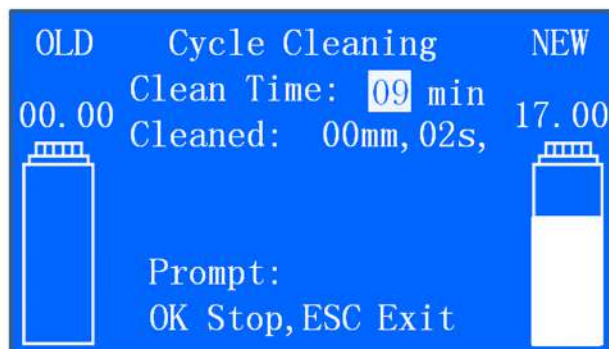 OLD Cycle Cleaning NEW
Clean Time: 09 min
00.00 17.00
Cleaned: 00mm,02s,
Prompt:
OK Stop,ESC Exit